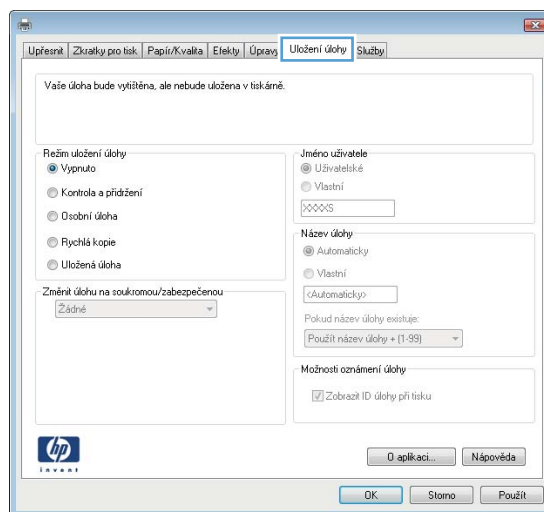 Upřesnit Zkratky pro tisk Papír/Kvalita Efekty Úpravy Uložení úlohy Služby
Vaše úloha bude vytištěna, ale nebude uložena v tiskárně.
Režim uložení úlohy
Vypnuto
Kontrola a přidržení
Osobní úloha
Rychlá kopie
Uložená úloha
Změnit úlohu na soukromou/zabezpečenou
Žádné
Jméno uživatele
Uživatelské
Vlastní
XXXXS
Název úlohy
Automaticky
Vlastní
<Automaticky>
Pokud název úlohy existuje:
Použít název úlohy + (1-99)
Možnosti oznámení úlohy
Zobrazit ID úlohy při tisku
hp
invent
O aplikaci... Nápověda
OK Storno Použít